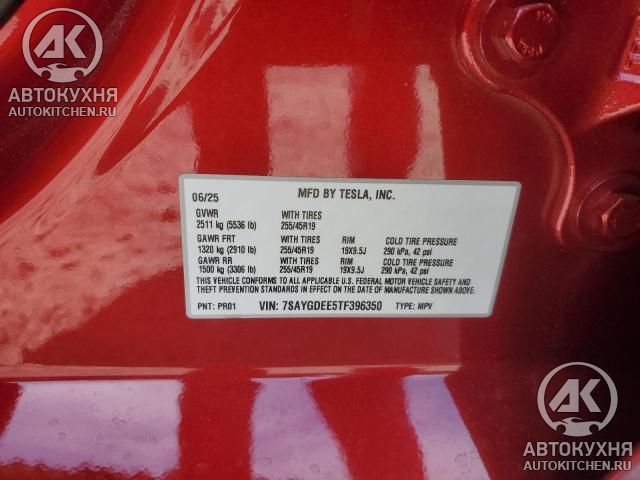 AK
АВТОКУХНЯ
AUTOKITCHEN.RU
06/25 MFD BY TESLA, INC.
GVWR WITH TIRES
2511 kg (5536 lb) 255/45R19
GAWR FRT WITH TIRES RIM COLD TIRE PRESSURE
1320 kg (2910 lb) 255/45R19 19X9.5J 290 kPa, 42 psi
GAWR RR WITH TIRES RIM COLD TIRE PRESSURE
1500 kg (3306 lb) 255/45R19 19X9.5J 290 kPa, 42 psi
THIS VEHICLE CONFORMS TO ALL APPLICABLE U.S. FEDERAL MOTOR VEHICLE SAFETY AND
THEFT PREVENTION STANDARDS IN EFFECT ON THE DATE OF MANUFACTURE SHOWN ABOVE.
PNT: PR01 VIN: 7SAYGDEE5TF396350 TYPE: MPV
AK
АВТОКУХНЯ
AUTOKITCHEN.RU